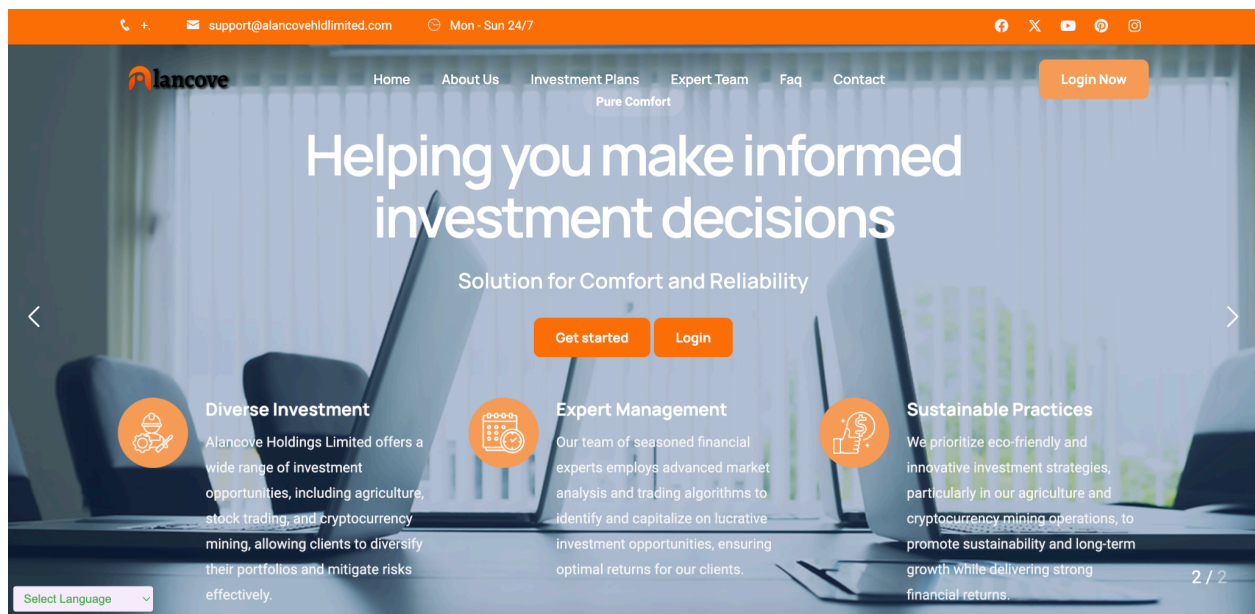 +.
support@alancovehldlimited.com
Mon - Sun 24/7
Alancove
Home
About Us
Investment Plans
Expert Team
Faq
Contact
Login Now
Pure Comfort
Helping you make informed
investment decisions
Solution for Comfort and Reliability
Get started
Login
Diverse Investment
Alancove Holdings Limited offers a
wide range of investment
opportunities, including agriculture,
stock trading, and cryptocurrency
mining, allowing clients to diversify
their portfolios and mitigate risks
effectively.
Expert Management
Our team of seasoned financial
experts employs advanced market
analysis and trading algorithms to
identify and capitalize on lucrative
investment opportunities, ensuring
optimal returns for our clients.
Sustainable Practices
We prioritize eco-friendly and
innovative investment strategies,
particularly in our agriculture and
cryptocurrency mining operations, to
promote sustainability and long-term
growth while delivering strong
financial returns.
2 / 2
Select Language